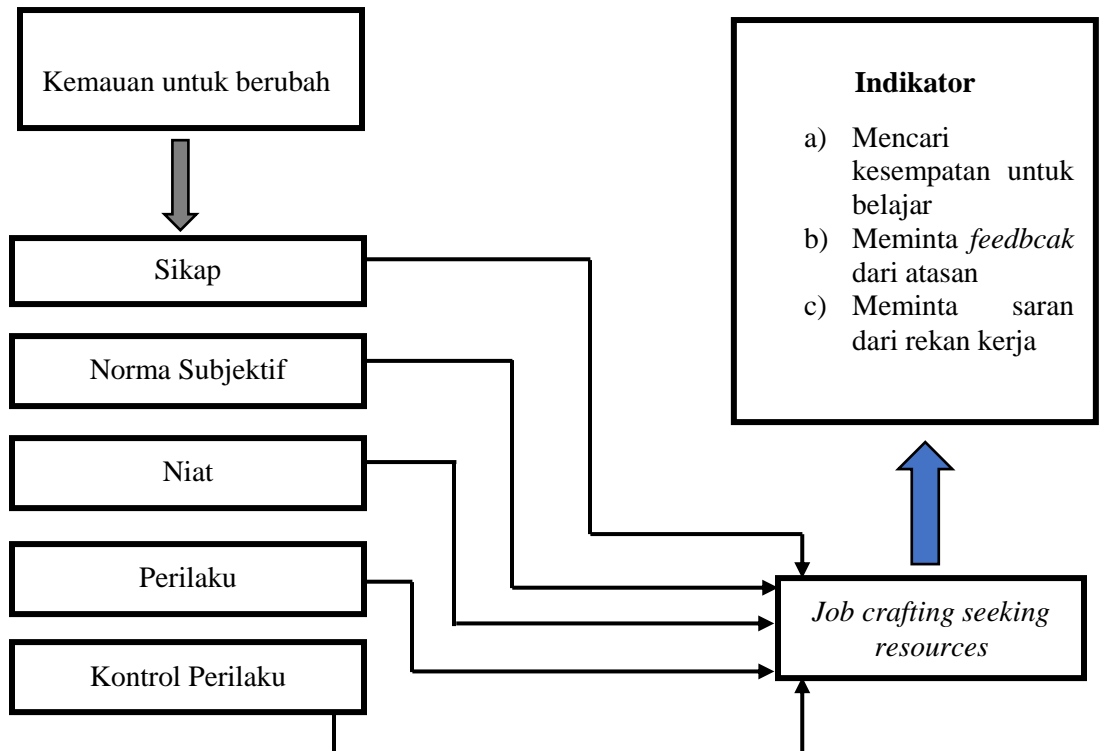 Kemauan untuk berubah
Sikap
Norma Subjektif
Niat
Perilaku
Kontrol Perilaku
Indikator
a) Mencari
kesempatan untuk
belajar
b) Meminta feedbcak
dari atasan
c) Meminta saran
dari rekan kerja
Job crafting seeking
resources